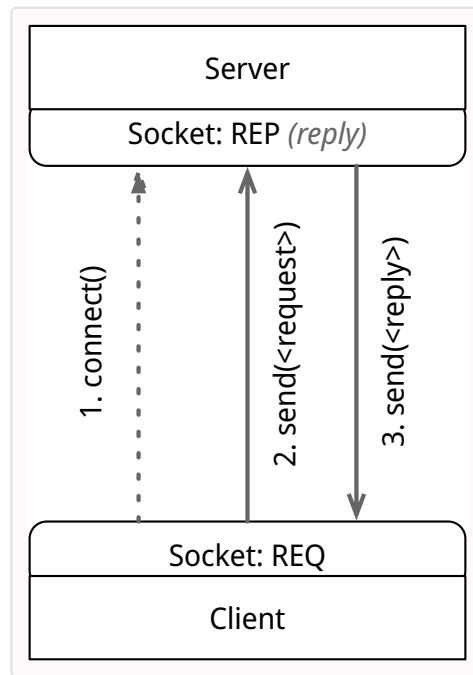 Server
Socket: REP (reply)
1. connect()
2. send(<request>)
3. send(<reply>)
Socket: REQ
Client